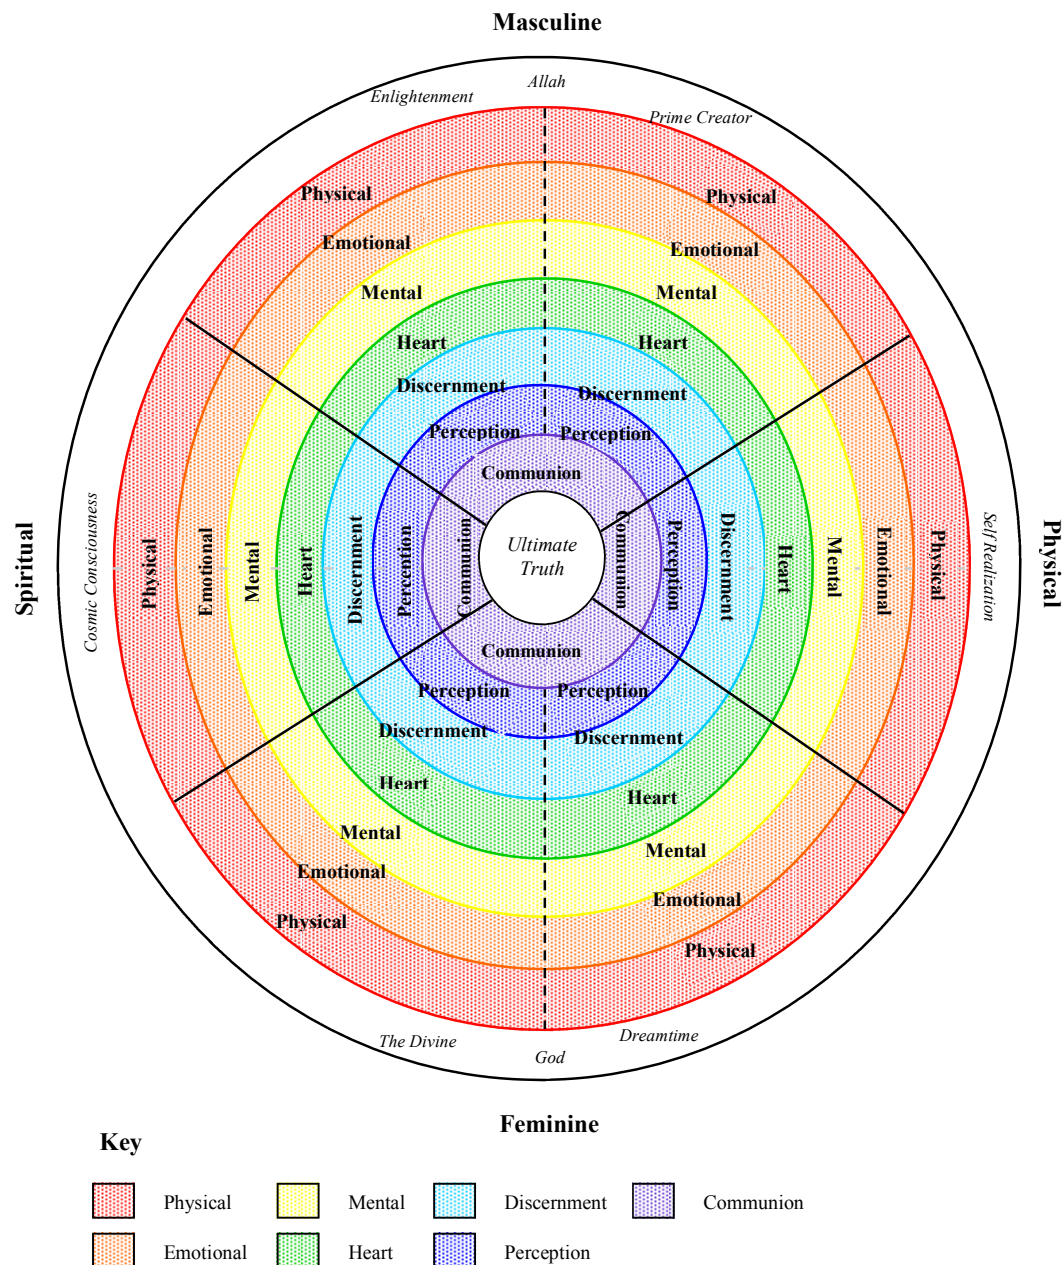 Masculine
Allah
Enlightenment
Prime Creator
Physical
Physical
Emotional
Emotional
Mental
Mental
Heart
Heart
Discernment
Discernment
Perception
Perception
Communion
Spiritual
Cosmic Consciousness
Physical
Emotional
Mental
Heart
Discernment
Perception
Communion
Ultimate
Truth
Communion
Perception
Discernment
Heart
Mental
Emotional
Physical
Self Realization
Physical
Communion
Perception
Perception
Discernment
Discernment
Heart
Heart
Mental
Mental
Emotional
Emotional
Physical
Physical
The Divine
God
Dreamtime
Feminine
Key
Physical
Mental
Discernment
Communion
Emotional
Heart
Perception